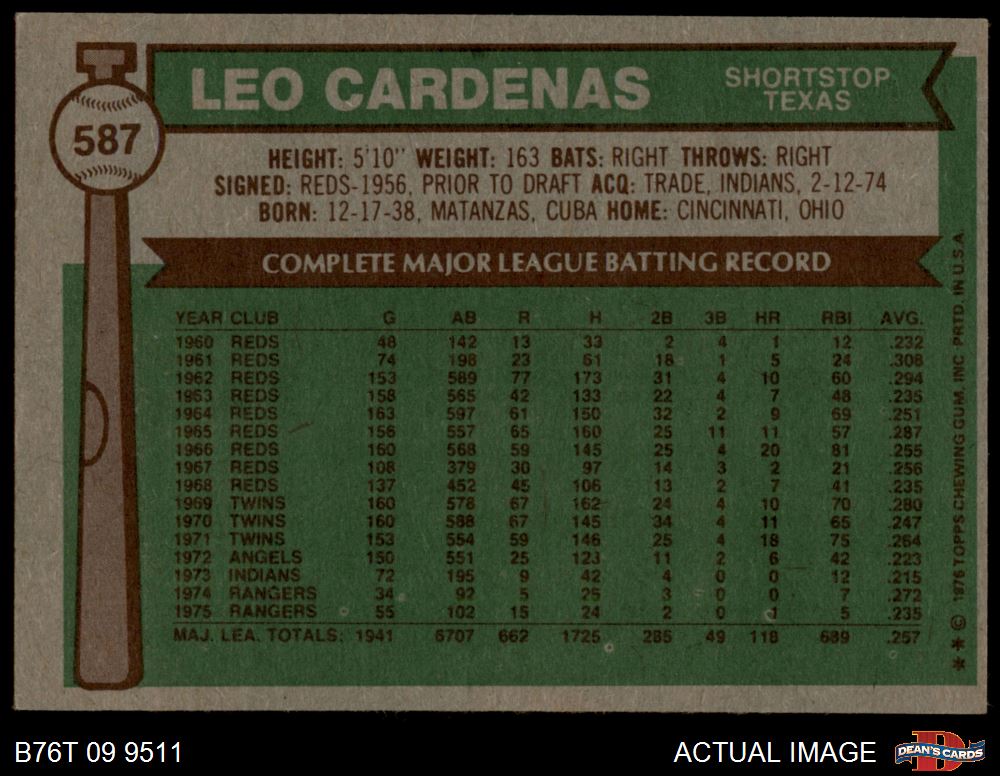 587
LEO CARDENAS
SHORTSTOP
TEXAS
HEIGHT: 5'10" WEIGHT: 163 BATS: RIGHT THROWS: RIGHT
SIGNED: REDS-1956, PRIOR TO DRAFT ACQ: TRADE, INDIANS, 2-12-74
BORN: 12-17-38, MATANZAS, CUBA HOME: CINCINNATI, OHIO
COMPLETE MAJOR LEAGUE BATTING RECORD
YEAR CLUB G AB R H 2B 3B HR RBI AVG.
1960 REDS 48 142 13 33 2 4 1 12 .232
1961 REDS 74 198 23 61 18 1 5 24 .308
1962 REDS 153 589 77 173 31 4 10 60 .294
1963 REDS 158 565 42 133 22 4 7 48 .235
1964 REDS 163 597 61 150 32 2 9 69 .251
1965 REDS 156 557 65 160 25 11 11 57 .287
1966 REDS 160 568 59 145 25 4 20 81 .255
1967 REDS 108 379 30 97 14 3 2 21 .256
1968 REDS 137 452 45 106 13 2 7 41 .235
1969 TWINS 160 578 67 162 24 4 10 70 .280
1970 TWINS 160 588 67 145 34 4 11 65 .247
1971 TWINS 153 554 59 146 25 4 18 75 .264
1972 ANGELS 150 551 25 123 11 2 6 42 .223
1973 INDIANS 72 195 9 42 4 0 0 12 .215
1974 RANGERS 34 92 5 25 3 0 0 7 .272
1975 RANGERS 55 102 15 24 2 0 1 5 .235
MAJ. LEA. TOTALS: 1941 6707 662 1725 285 49 118 689 .257
** © 1976 TOPPS CHEWING GUM, INC. PRTD. IN U.S.A.
B76T 09 9511
ACTUAL IMAGE
DEAN'S CARDS